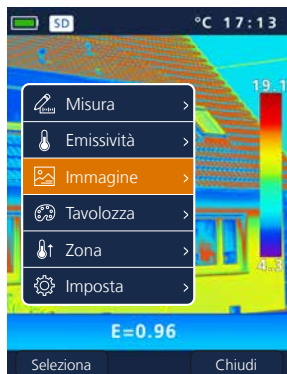 SD °C 17:13
19.1
Misura
Emissività
Immagine
Tavolozza
Zona
Imposta
4.3
E=0.96
Seleziona Chiudi